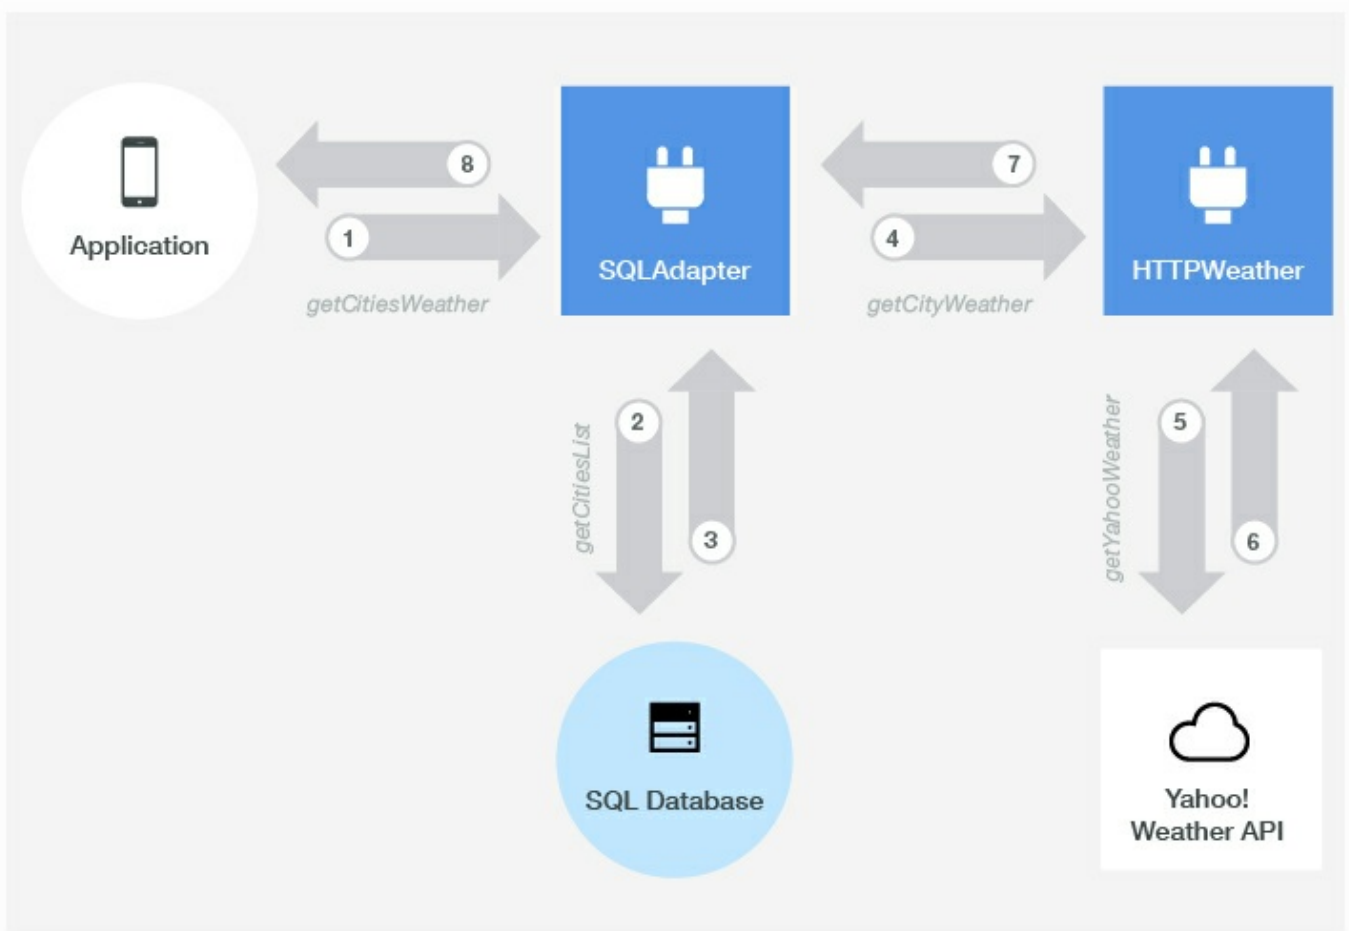 8
7
1
4
Application
SQLAdapter
HTTPWeather
getCitiesWeather
getCityWeather
getCitiesList
2
3
getYahooWeather
5
6
SQL Database
Yahoo!
Weather API